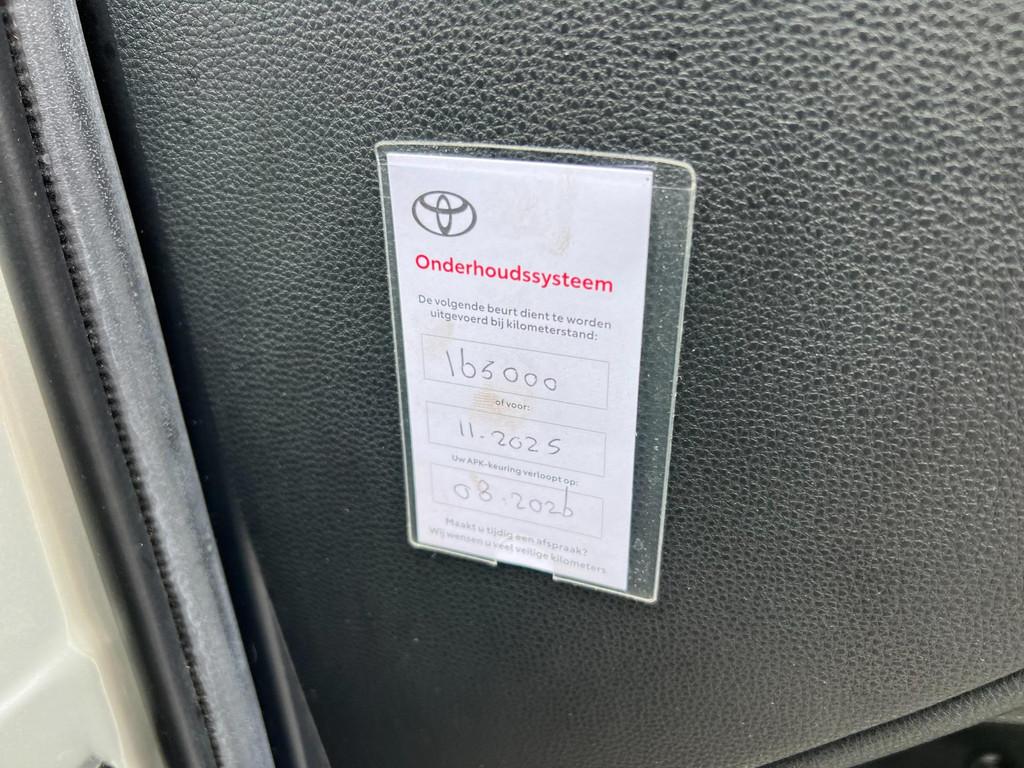 Onderhoudssysteem
De volgende beurt dient te worden
uitgevoerd bij kilometerstand:
165000
of voor:
11.2025
Uw APK-keuring verloopt op:
08.2026
Maakt u tijdig een afspraak?
Wij wensen u veel veilige kilometers